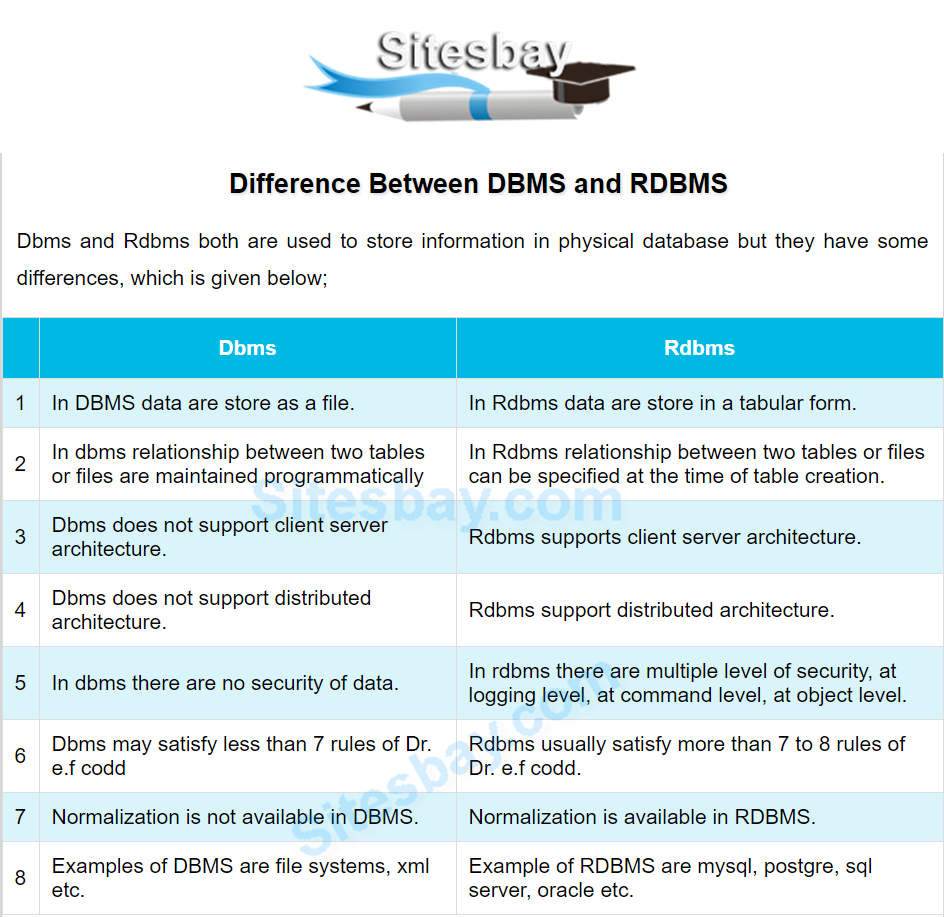 Sitesbay
Difference Between DBMS and RDBMS
Dbms and Rdbms both are used to store information in physical database but they have some
differences, which is given below;
Dbms
Rdbms
1
In DBMS data are store as a file.
In Rdbms data are store in a tabular form.
2
In dbms relationship between two tables
or files are maintained programmatically
In Rdbms relationship between two tables or files
can be specified at the time of table creation.
Sitesbay.com
3
Dbms does not support client server
architecture.
Rdbms supports client server architecture.
4
Dbms does not support distributed
architecture.
Rdbms support distributed architecture.
5
In dbms there are no security of data.
In rdbms there are multiple level of security, at
logging level, at command level, at object level.
6
Dbms may satisfy less than 7 rules of Dr.
e.f codd
Rdbms usually satisfy more than 7 to 8 rules of
Dr. e.f codd.
Sitesbay.com
7
Normalization is not available in DBMS.
Normalization is available in RDBMS.
8
Examples of DBMS are file systems, xml
etc.
Example of RDBMS are mysql, postgre, sql
server, oracle etc.